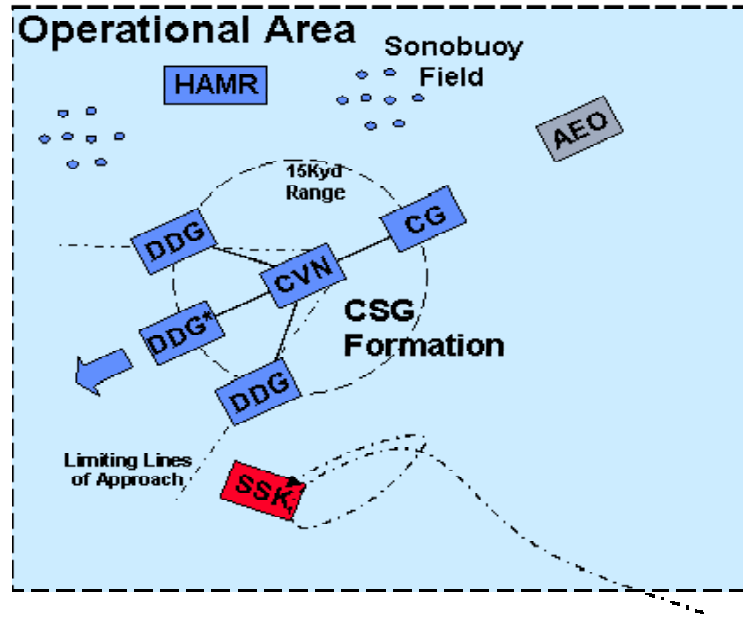 Operational Area
Sonobuoy
Field
HAMR
AEO
15Kyd
Range
CG
DDG
CVN
DDG*
CSG
Formation
DDG
Limiting Lines
of Approach
SSK